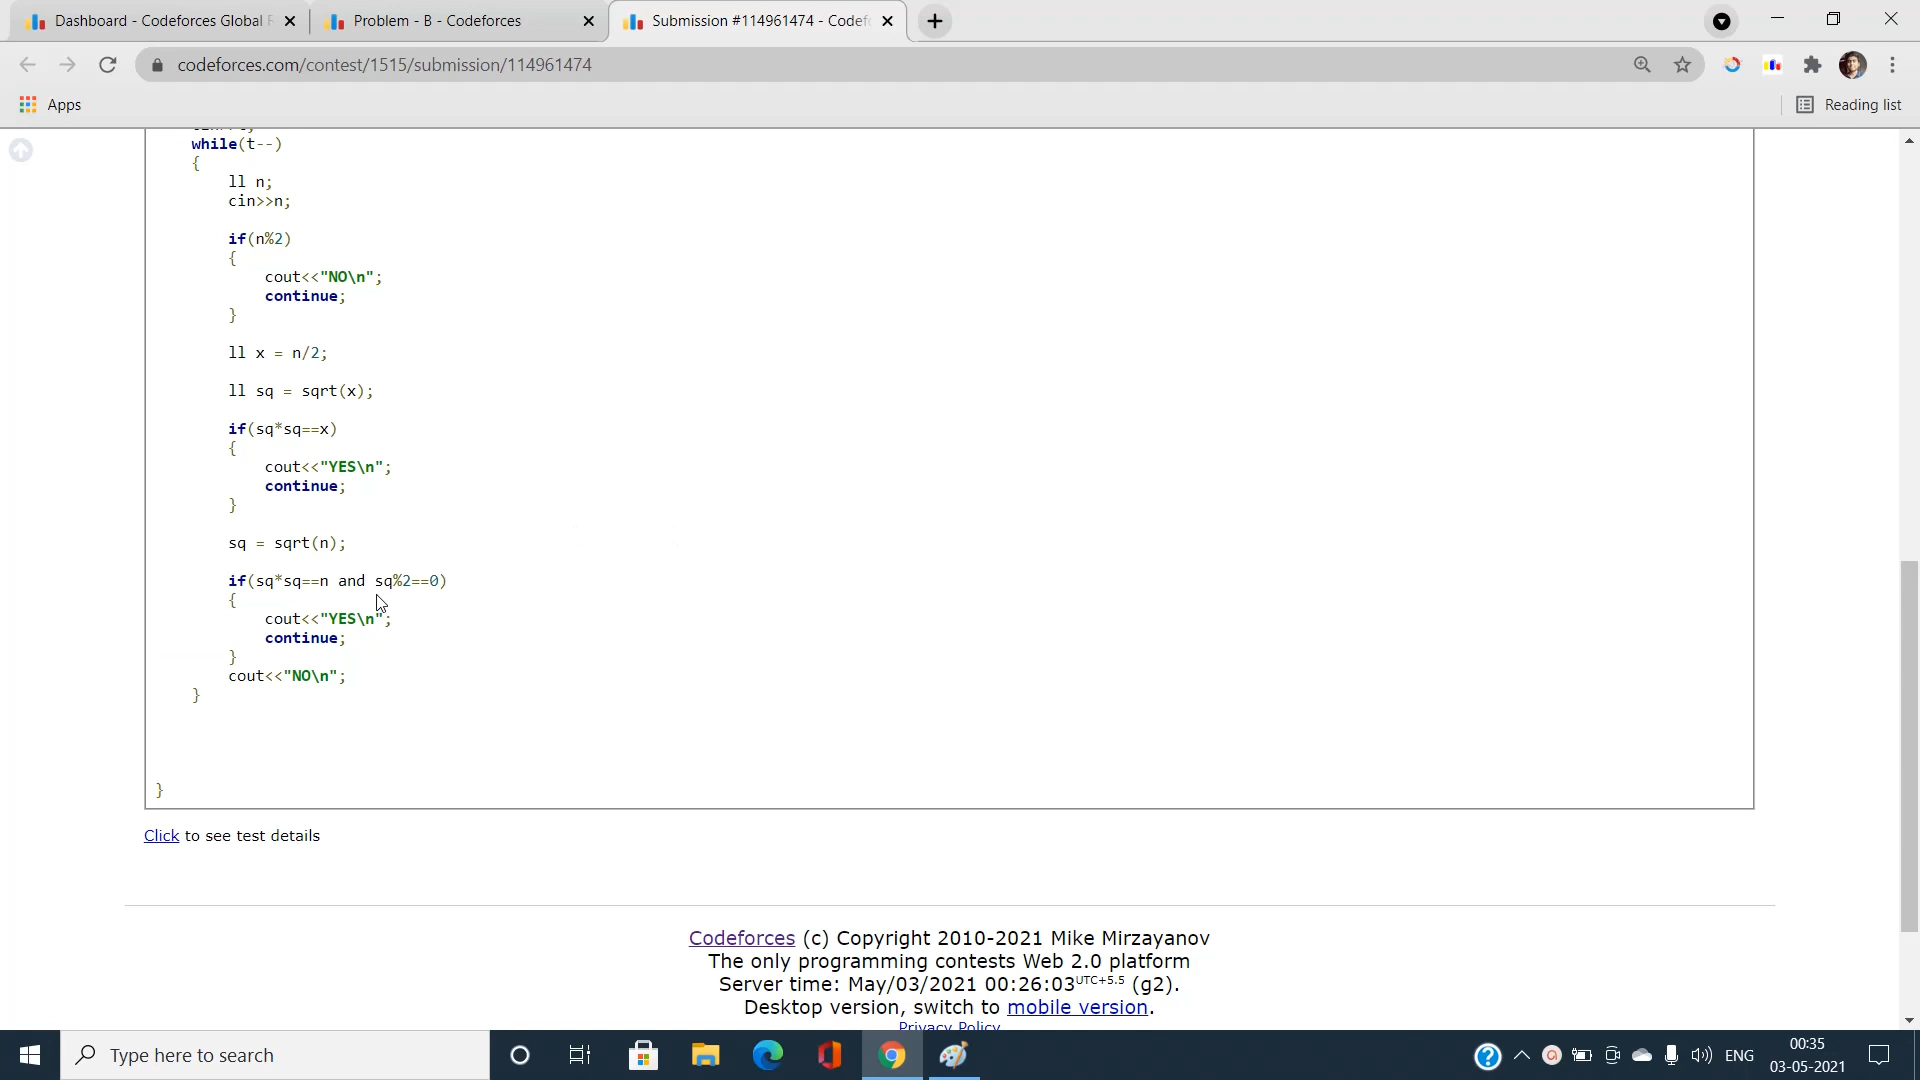 Dashboard - Codeforces Global R
Problem - B - Codeforces
Submission #114961474 - Codefo
codeforces.com/contest/1515/submission/114961474
Apps
Reading list
while(t--)
{
ll n;
cin>>n;
if(n%2)
{
cout<<"NO\n";
continue;
}
ll x = n/2;
ll sq = sqrt(x);
if(sq*sq==x)
{
cout<<"YES\n";
continue;
}
sq = sqrt(n);
if(sq*sq==n and sq%2==0)
{
cout<<"YES\n";
continue;
}
cout<<"NO\n";
}
}
Click to see test details
Codeforces (c) Copyright 2010-2021 Mike Mirzayanov
The only programming contests Web 2.0 platform
Server time: May/03/2021 00:26:03UTC+5.5 (g2).
Desktop version, switch to mobile version.
Privacy Policy
Type here to search
ENG
00:35
03-05-2021